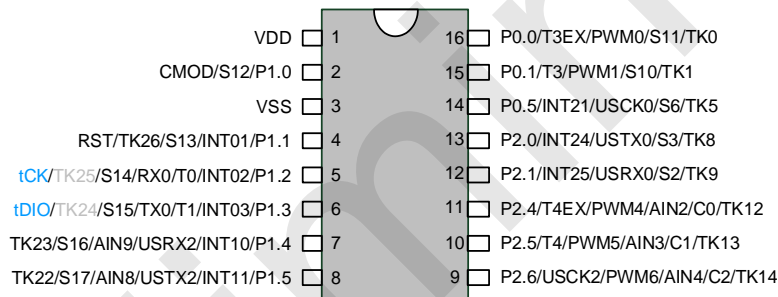 VDD 1 16 P0.0/T3EX/PWM0/S11/TK0
CMOD/S12/P1.0 2 15 P0.1/T3/PWM1/S10/TK1
VSS 3 14 P0.5/INT21/USCK0/S6/TK5
RST/TK26/S13/INT01/P1.1 4 13 P2.0/INT24/USTX0/S3/TK8
tCK/TK25/S14/RX0/T0/INT02/P1.2 5 12 P2.1/INT25/USRX0/S2/TK9
tDIO/TK24/S15/TX0/T1/INT03/P1.3 6 11 P2.4/T4EX/PWM4/AIN2/C0/TK12
TK23/S16/AIN9/USRX2/INT10/P1.4 7 10 P2.5/T4/PWM5/AIN3/C1/TK13
TK22/S17/AIN8/USTX2/INT11/P1.5 8 9 P2.6/USCK2/PWM6/AIN4/C2/TK14